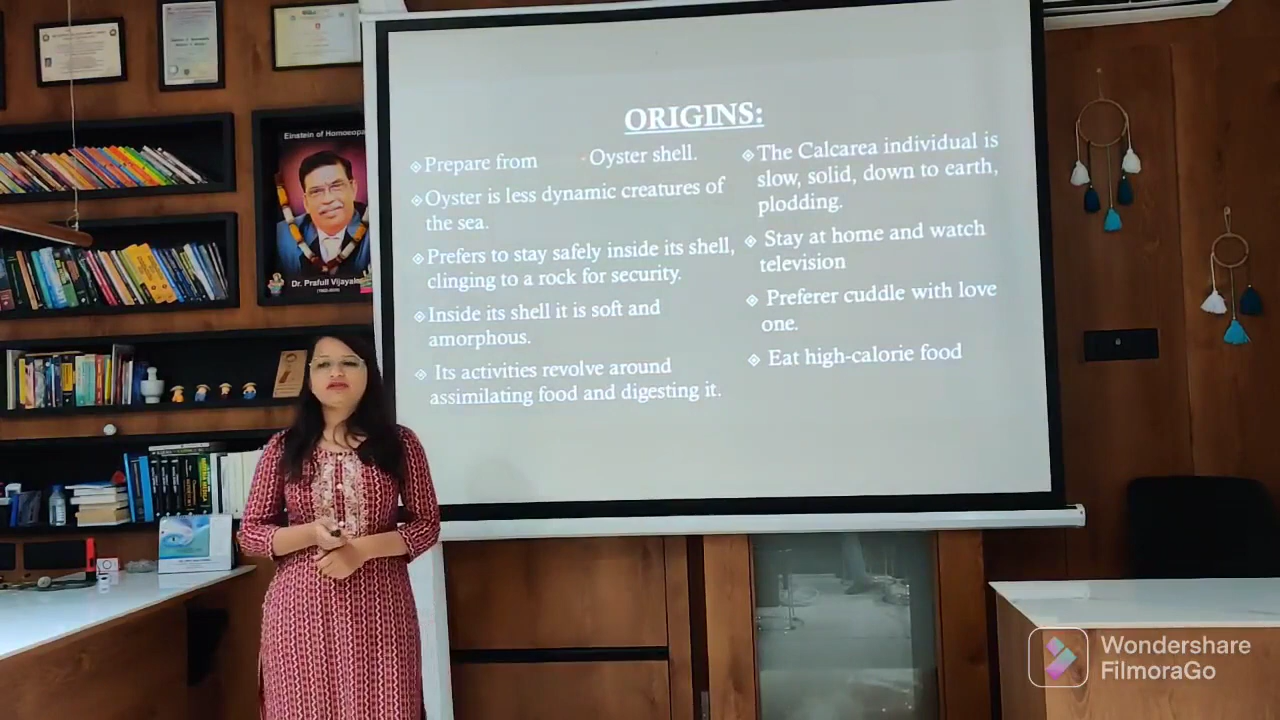 Einstein of Homoeopa
Dr. Prafull Vijayak
ORIGINS:
Prepare from Oyster shell.
Oyster is less dynamic creatures of
the sea.
Prefers to stay safely inside its shell,
clinging to a rock for security.
Inside its shell it is soft and
amorphous.
Its activities revolve around
assimilating food and digesting it.
The Calcarea individual is
slow, solid, down to earth,
plodding.
Stay at home and watch
television
Preferer cuddle with love
one.
Eat high-calorie food
Wondershare
FilmoraGo